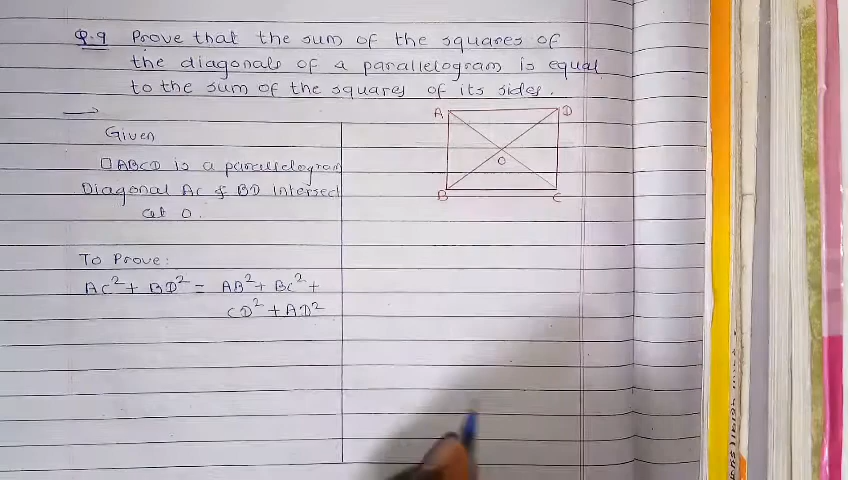 Q.9 Prove that the sum of the squares of
the diagonals of a parallelogram is equal
to the sum of the squares of its sides.
A D
Given
□ABCD is a parallelogram
Diagonal AC & BD Intersect
at O.
O
B C
To Prove:
AC² + BD² = AB² + BC² +
CD² + AD²